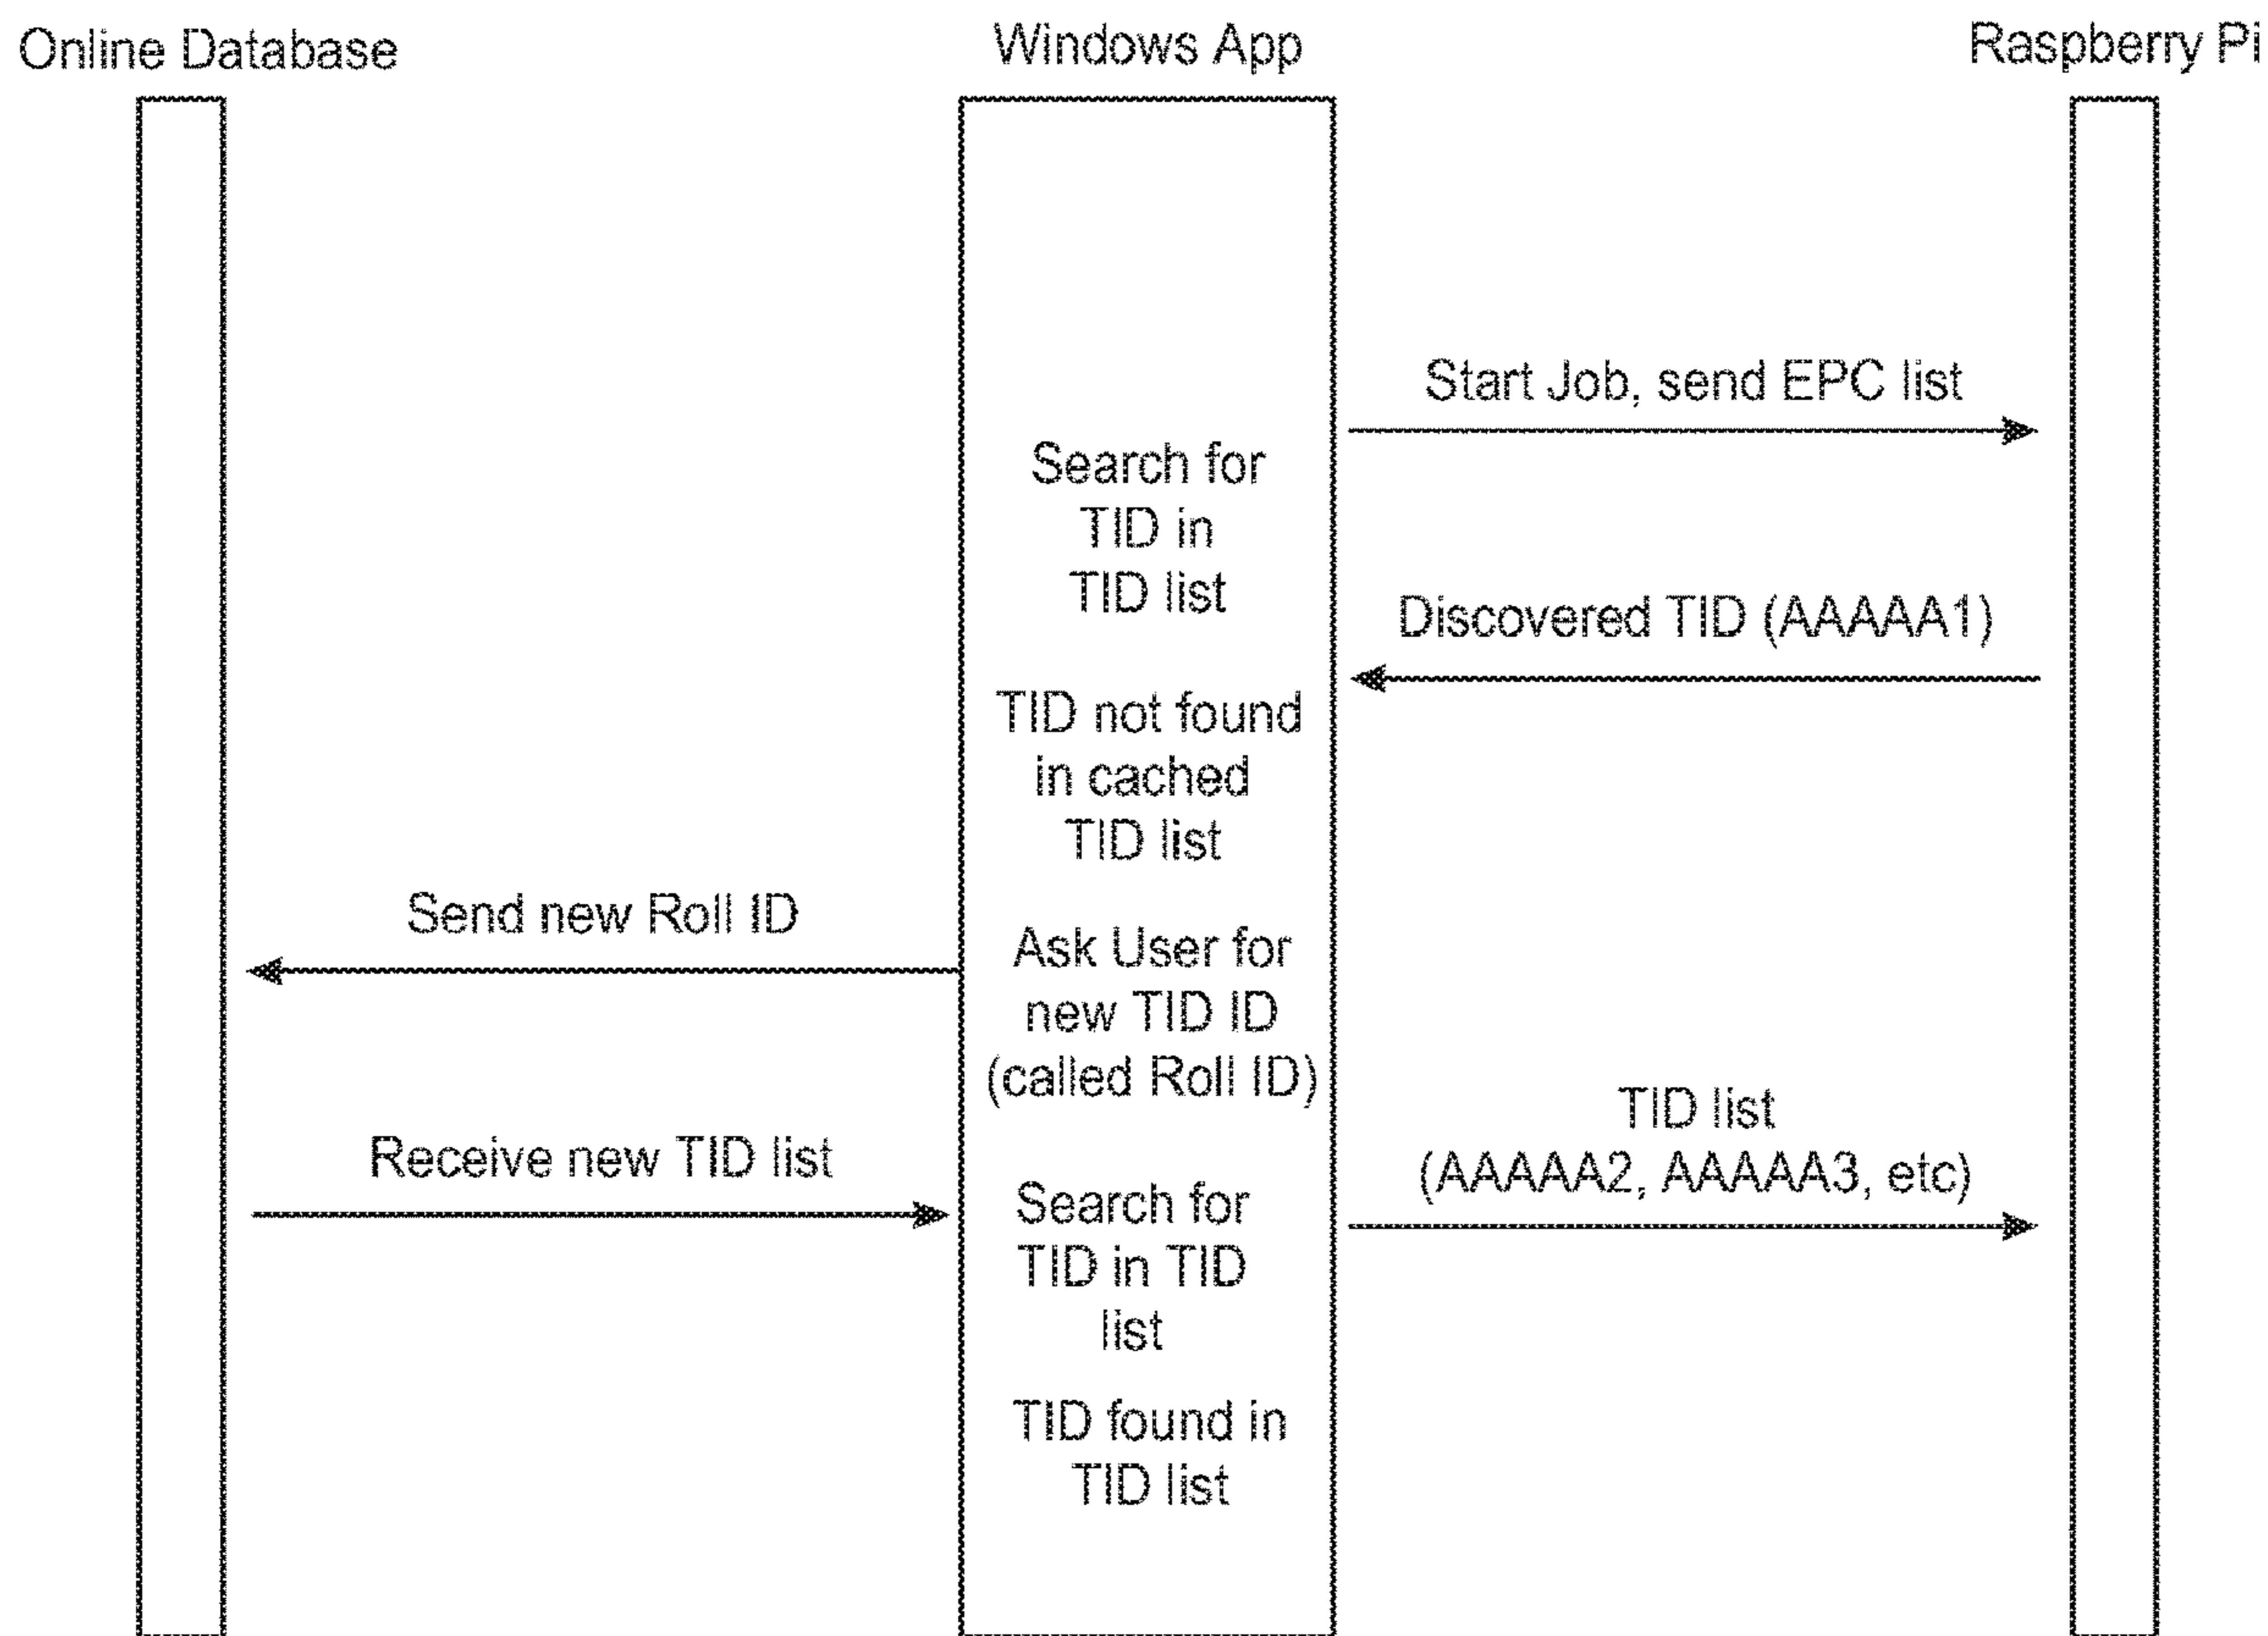 Online Database
Windows App
Raspberry Pi
Start Job, send EPC list
Search for
TID in
TID list
Discovered TID (AAAAA1)
TID not found
in cached
TID list
Send new Roll ID
Ask User for
new TID ID
(called Roll ID)
TID list
(AAAAA2, AAAAA3, etc)
Receive new TID list
Search for
TID in TID
list
TID found in
TID list